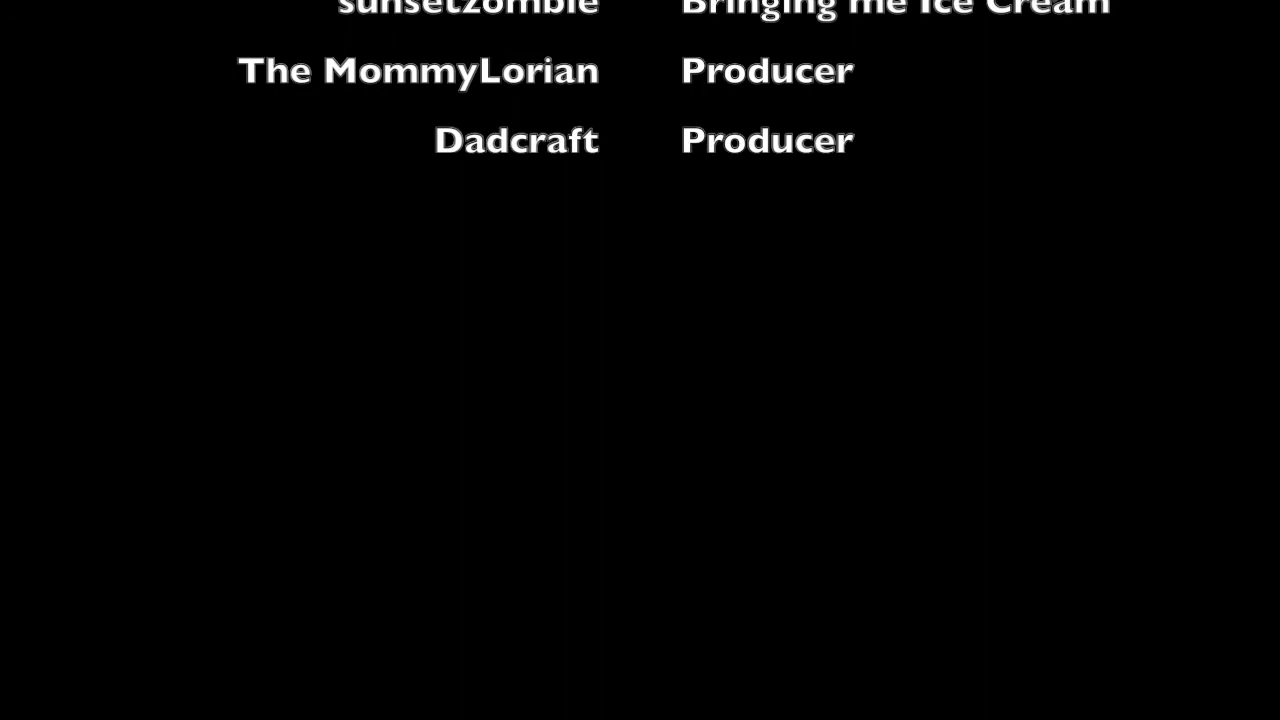 sunsetzombie Bringing me Ice Cream
The MommyLorian Producer
Dadcraft Producer